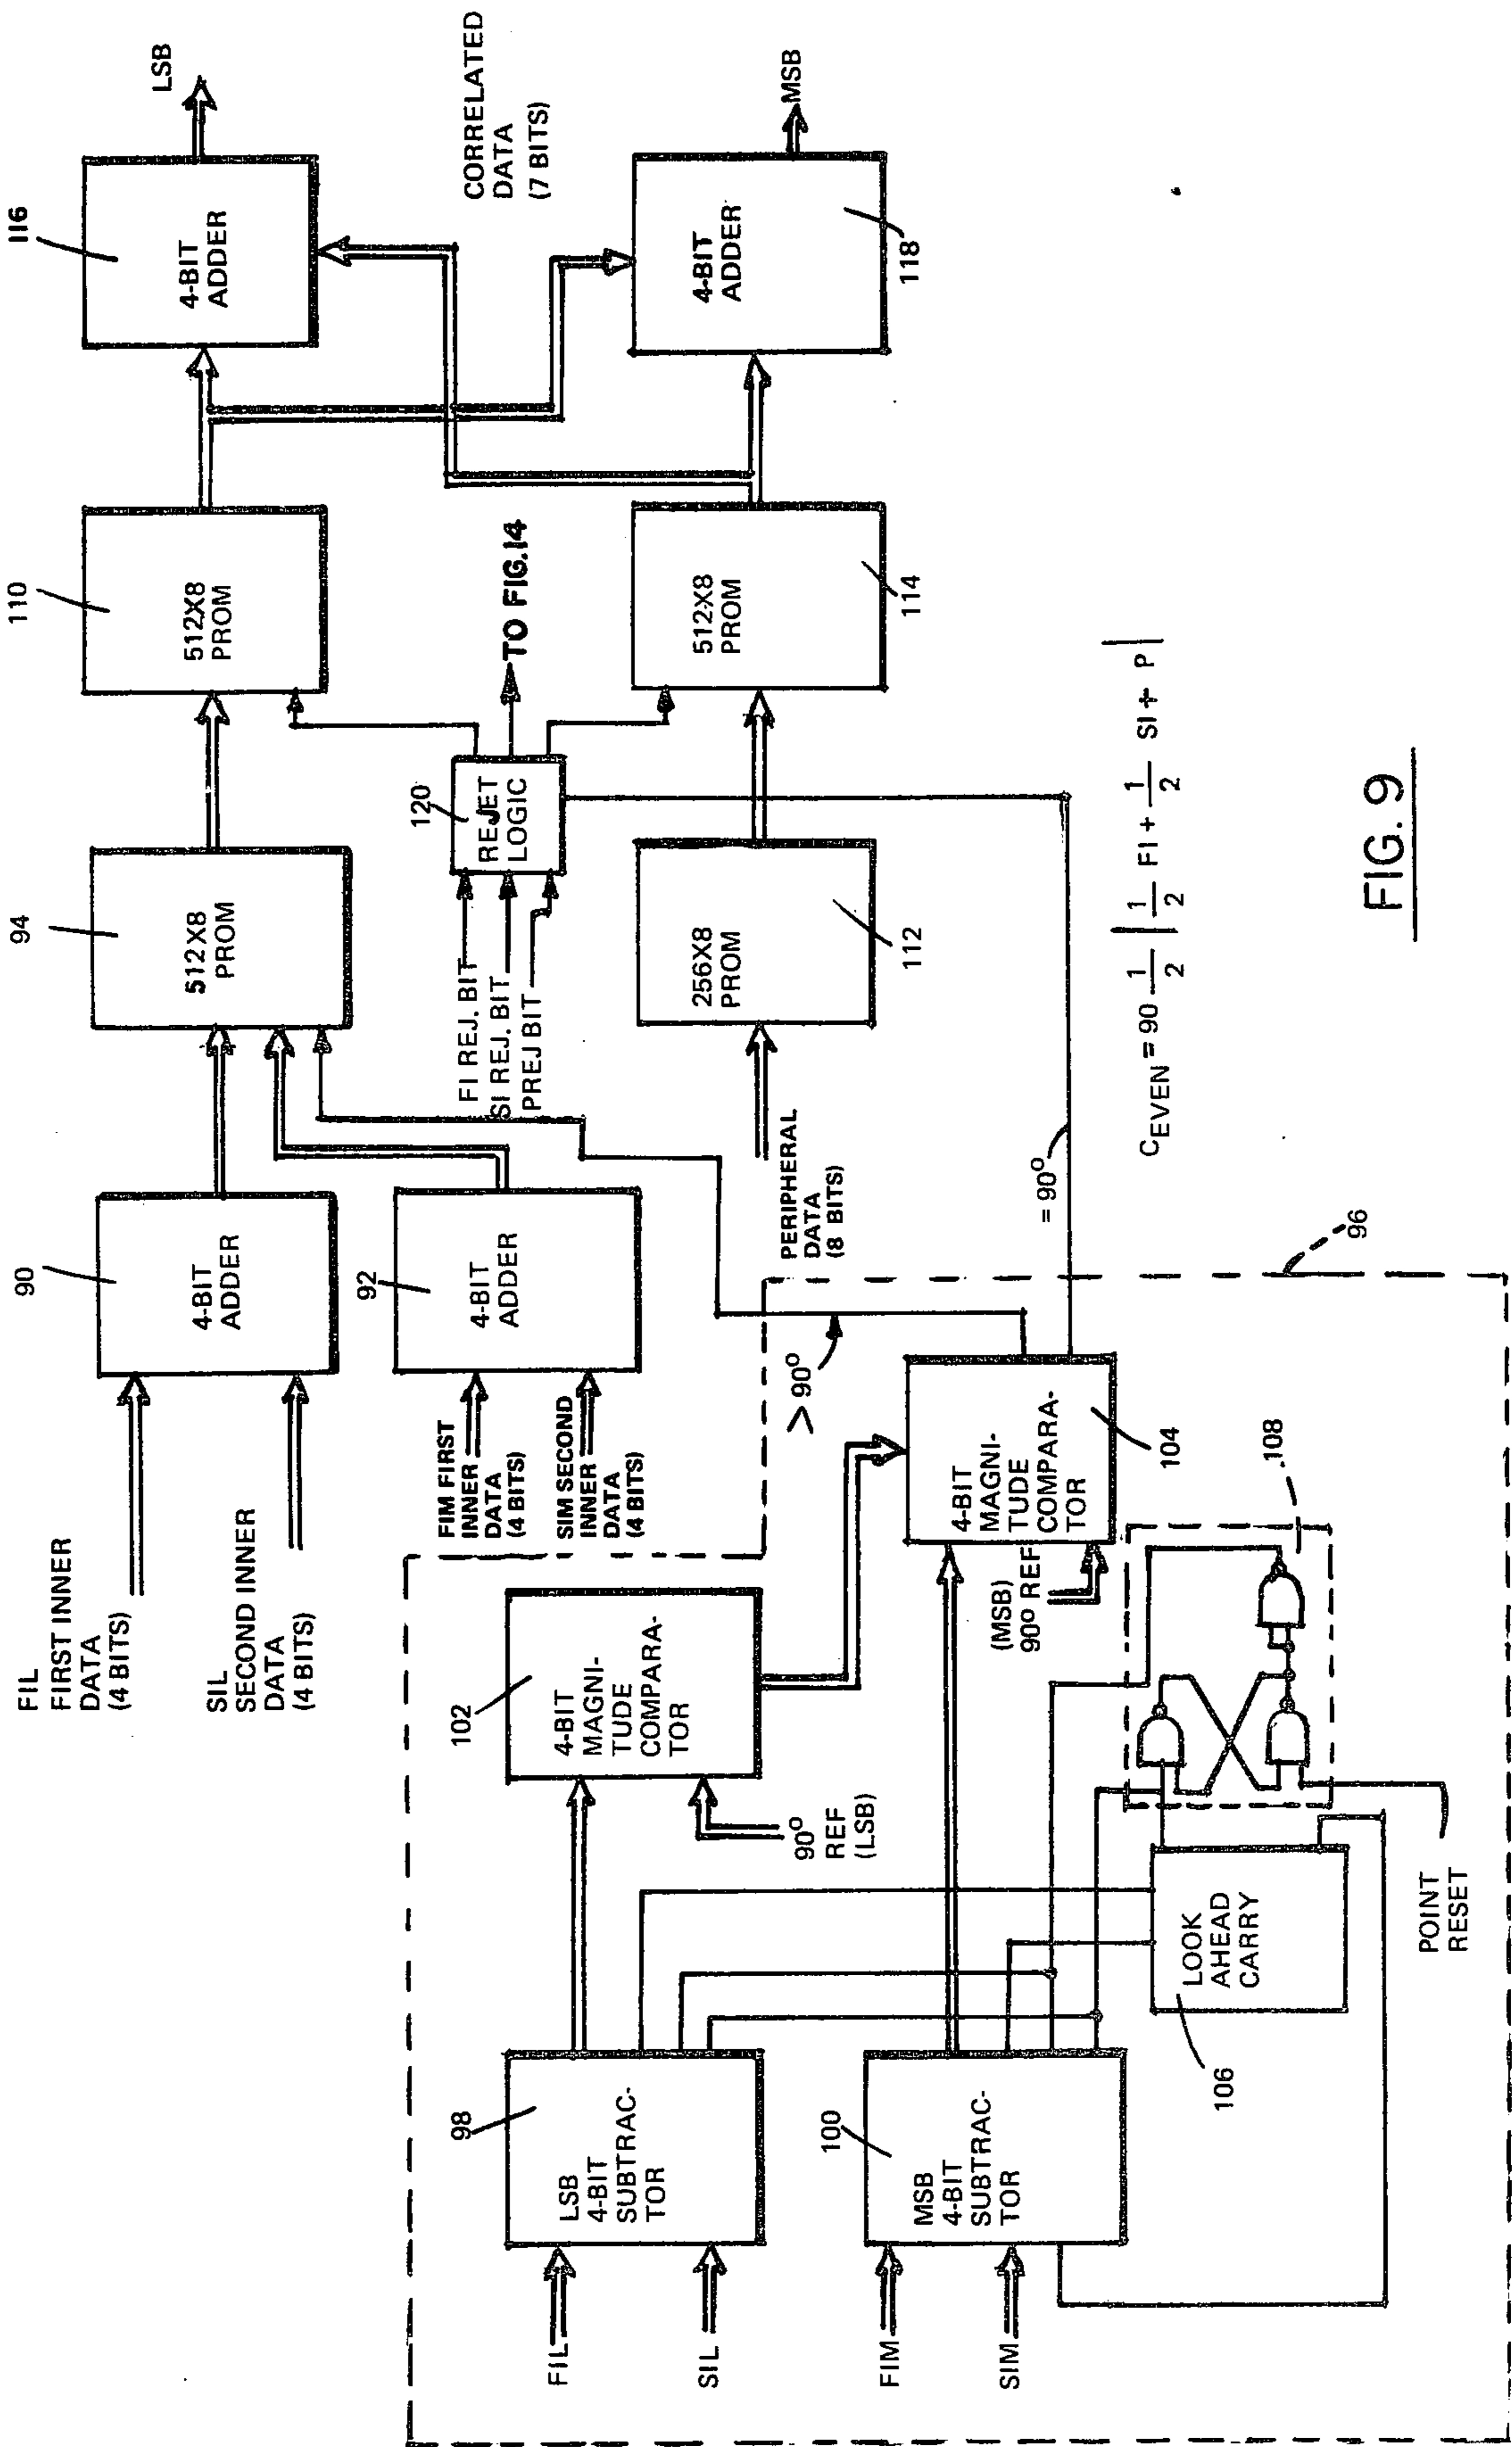 FIL
FIRST INNER
DATA
(4 BITS)
SIL
SECOND INNER
DATA
(4 BITS)
90
4-BIT
ADDER
92
4-BIT
ADDER
FIM FIRST
INNER
DATA
(4 BITS)
SIM SECOND
INNER
DATA
(4 BITS)
94
512X8
PROM
110
512X8
PROM
116
4-BIT
ADDER
LSB
CORRELATED
DATA
(7 BITS)
MSB
4-BIT
ADDER
118
FI REJ. BIT
SI REJ. BIT
PREJ BIT
120
REJET
LOGIC
TO FIG.14
PERIPHERAL
DATA
(8 BITS)
256X8
PROM
112
512X8
PROM
114
> 90°
= 90°
FIL
SIL
98
LSB
4-BIT
SUBTRAC-
TOR
102
4-BIT
MAGNI-
TUDE
COMPARA-
TOR
90°
REF
(LSB)
FIM
SIM
100
MSB
4-BIT
SUBTRAC-
TOR
4-BIT
MAGNI-
TUDE
COMPARA-
TOR
104
(MSB)
90° REF
106
LOOK
AHEAD
CARRY
108
POINT
RESET
96
C EVEN = 90 1/2 | 1/2 FI + 1/2 SI + P |
FIG. 9